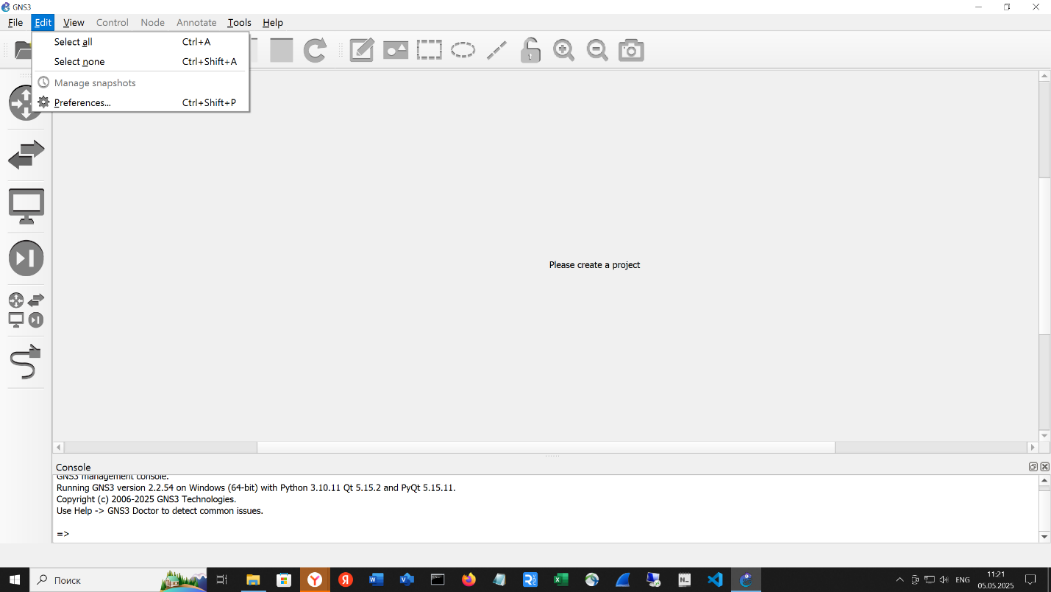 GNS3
File Edit View Control Node Annotate Tools Help
Select all Ctrl+A
Select none Ctrl+Shift+A
Manage snapshots
Preferences... Ctrl+Shift+P
Please create a project
Console
GNS3 management console.
Running GNS3 version 2.2.54 on Windows (64-bit) with Python 3.10.11 Qt 5.15.2 and PyQt 5.15.11.
Copyright (c) 2006-2025 GNS3 Technologies.
Use Help -> GNS3 Doctor to detect common issues.
=>
Поиск
ENG
11:21
05.05.2025